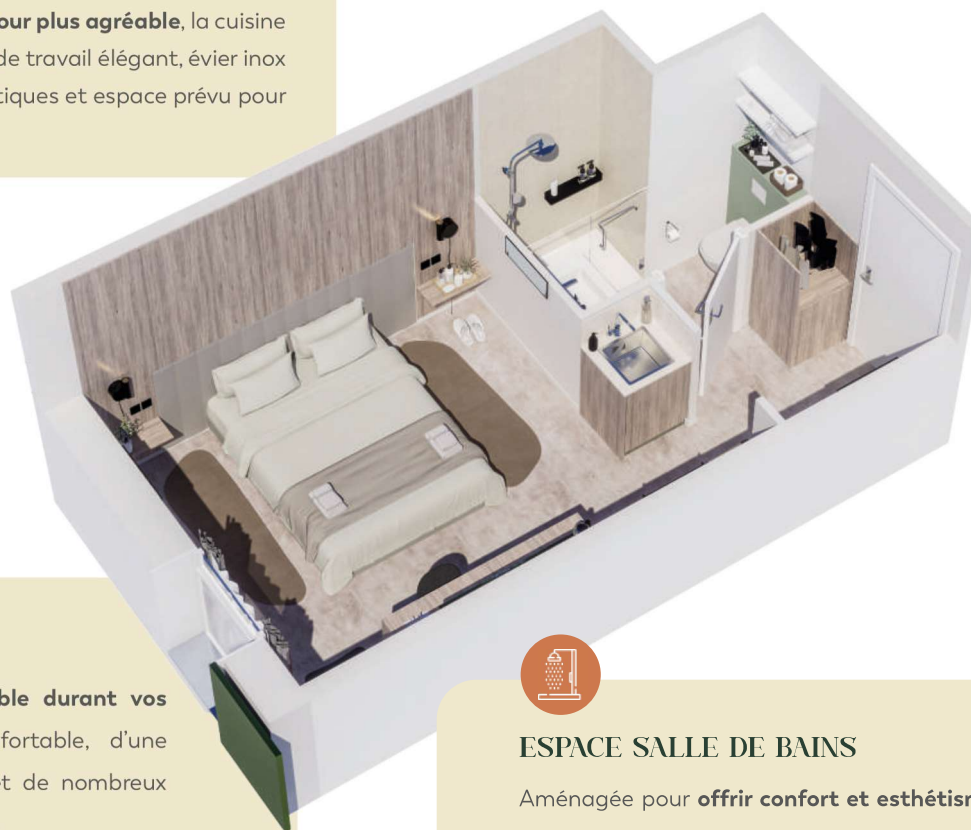 our plus agréable, la cuisine
de travail élégant, évier inox
tiques et espace prévu pour
ble durant vos
fortable, d'une
et de nombreux
ESPACE SALLE DE BAINS
Aménagée pour offrir confort et esthétism